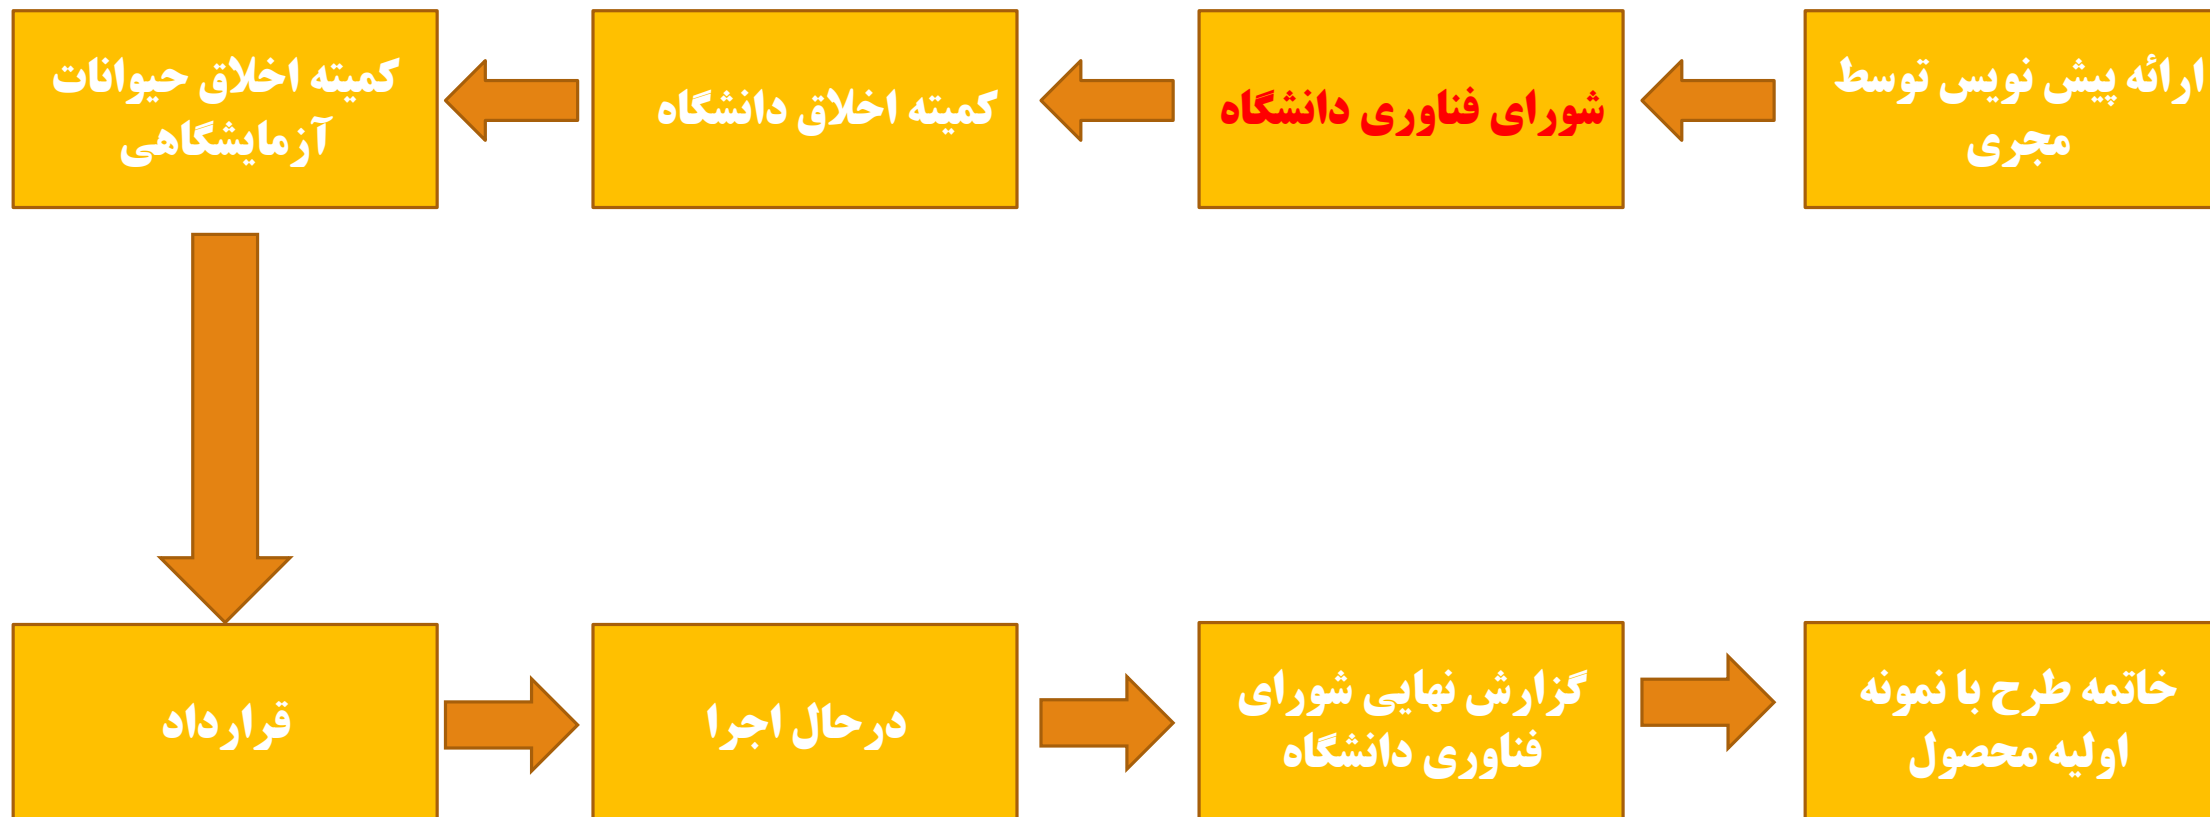 ارائه پیش نویس توسط
مجری
شورای فناوری دانشگاه
کمیته اخلاق دانشگاه
کمیته اخلاق حیوانات
آزمایشگاهی
قرارداد
درحال اجرا
گزارش نهایی شورای
فناوری دانشگاه
خاتمه طرح با نمونه
اولیه محصول